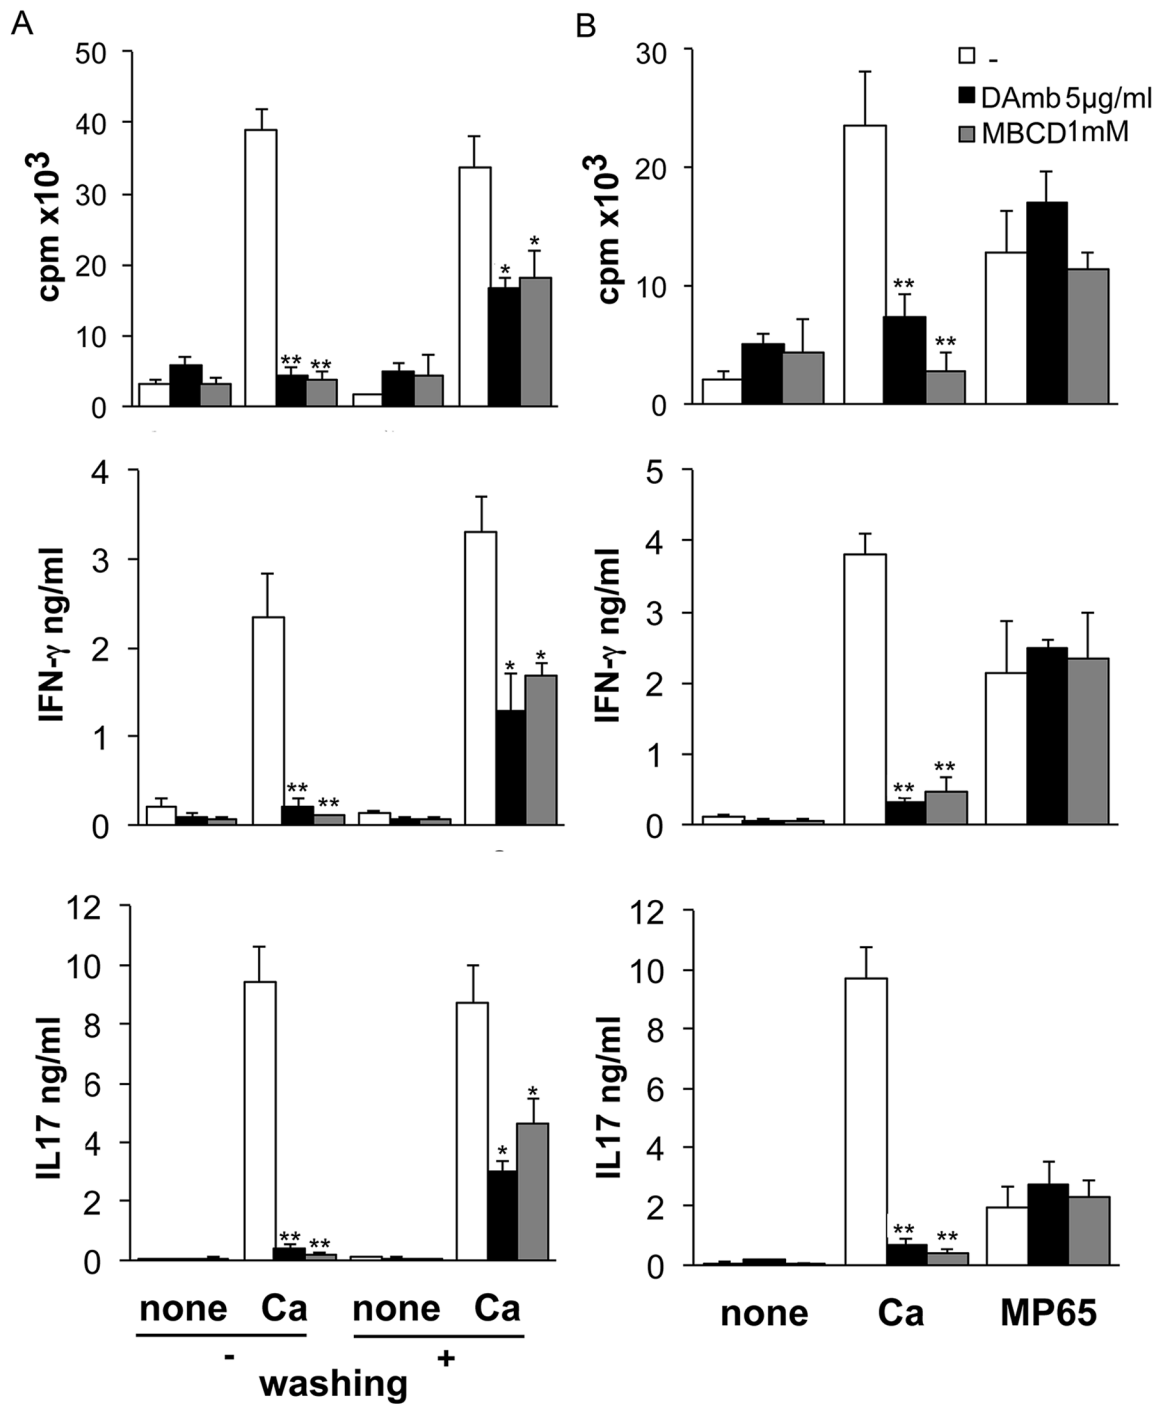 A
50
40
30
20
10
0
cpm x10³
** ** * *
4
3
2
1
0
IFN-γ ng/ml
** ** * *
12
10
8
6
4
2
0
IL17 ng/ml
** ** * *
none Ca none Ca
- +
washing
B
30
20
10
0
cpm x10³
-
DAmb 5µg/ml
MBCD 1mM
** **
5
4
3
2
1
0
IFN-γ ng/ml
** **
12
10
8
6
4
2
0
IL17 ng/ml
** **
none Ca MP65